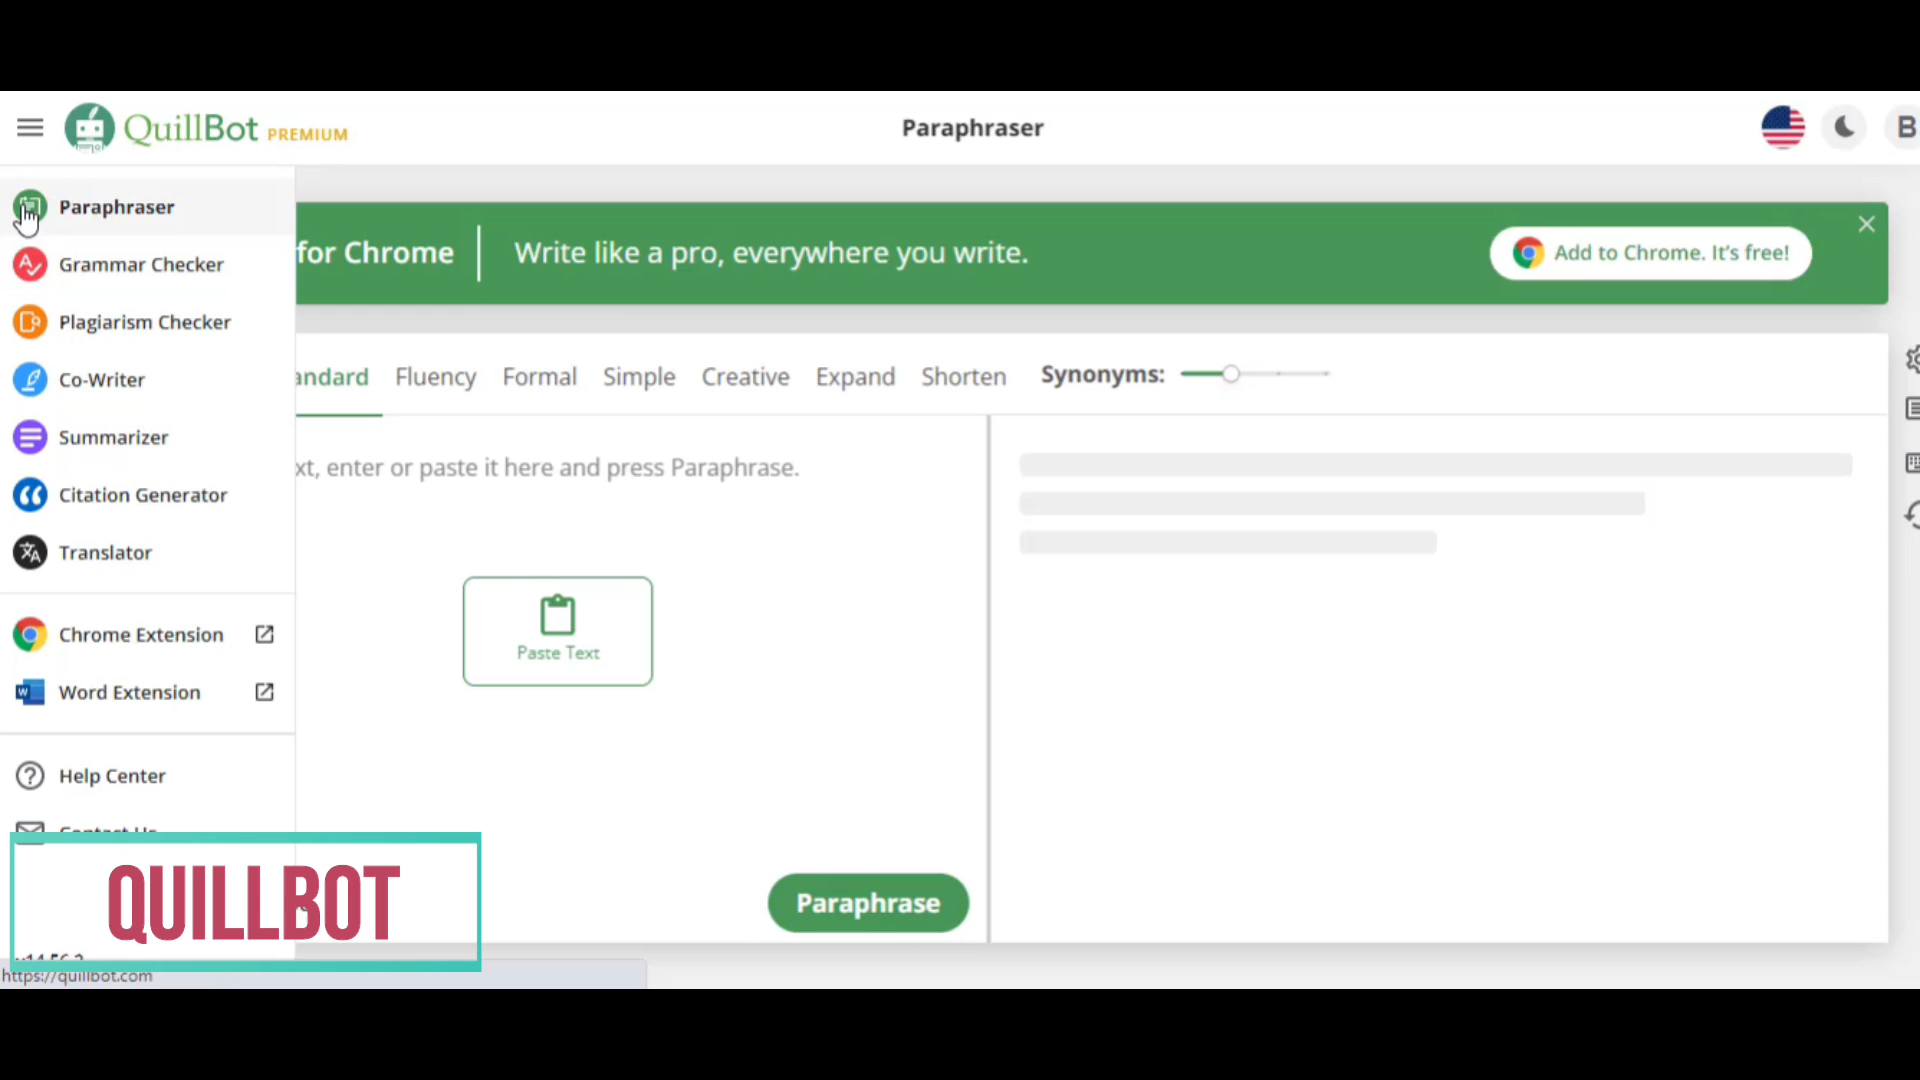 QuillBot PREMIUM
Paraphraser
B
Paraphraser
Grammar Checker
Plagiarism Checker
Co-Writer
Summarizer
Citation Generator
Translator
Chrome Extension
Word Extension
Help Center
Contact Us
for Chrome
Write like a pro, everywhere you write.
Add to Chrome. It's free!
andard
Fluency
Formal
Simple
Creative
Expand
Shorten
Synonyms:
xt, enter or paste it here and press Paraphrase.
Paste Text
Paraphrase
QUILLBOT
https://quillbot.com